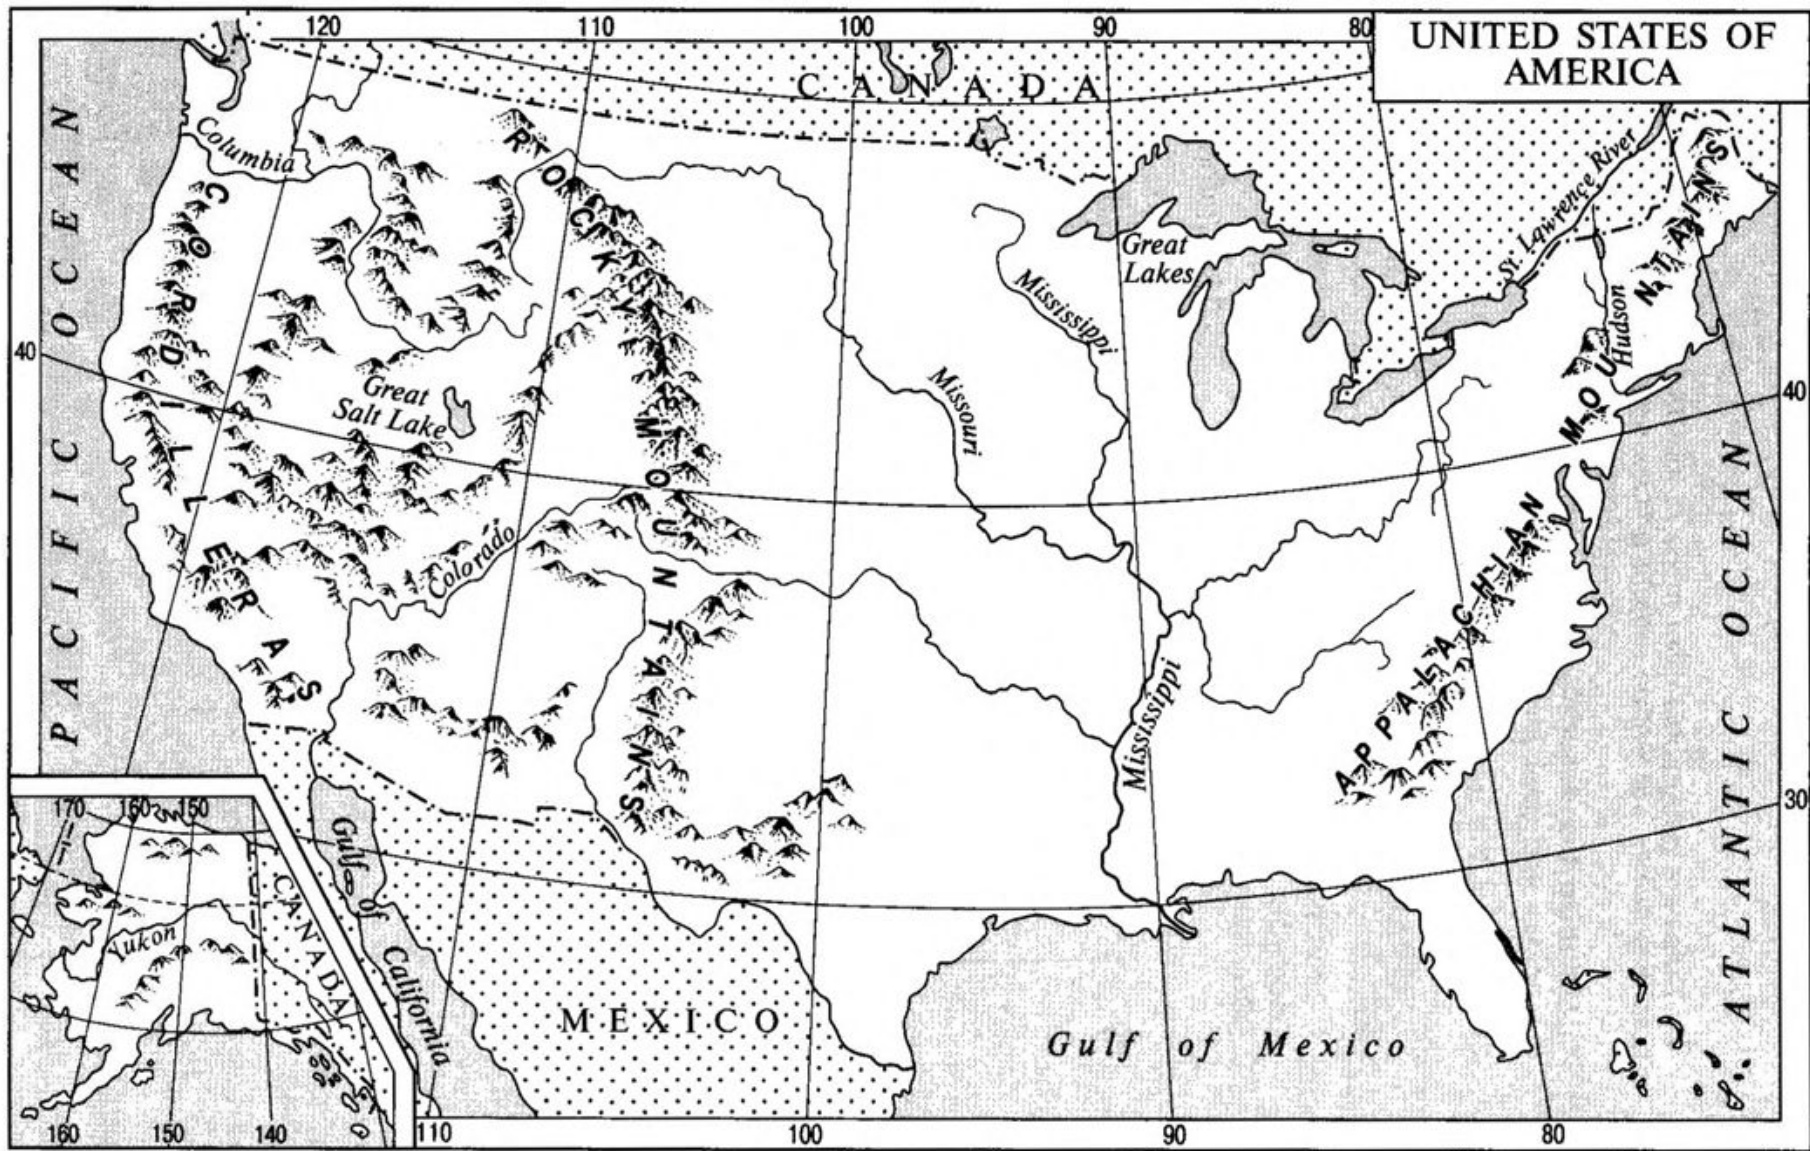 120
110
100
90
80
UNITED STATES OF
AMERICA
CANADA
PACIFIC OCEAN
Columbia
CORDILLERAS
ROCKY MOUNTAINS
Great
Lakes
St. Lawrence River
Hudson
Mississippi
Missouri
40
40
Great
Salt Lake
Colorado
APPALACHIAN MOUNTAINS
Mississippi
ATLANTIC OCEAN
30
Gulf of California
MEXICO
Gulf of Mexico
170
160
150
CANADA
Yukon
160
150
140
110
100
90
80